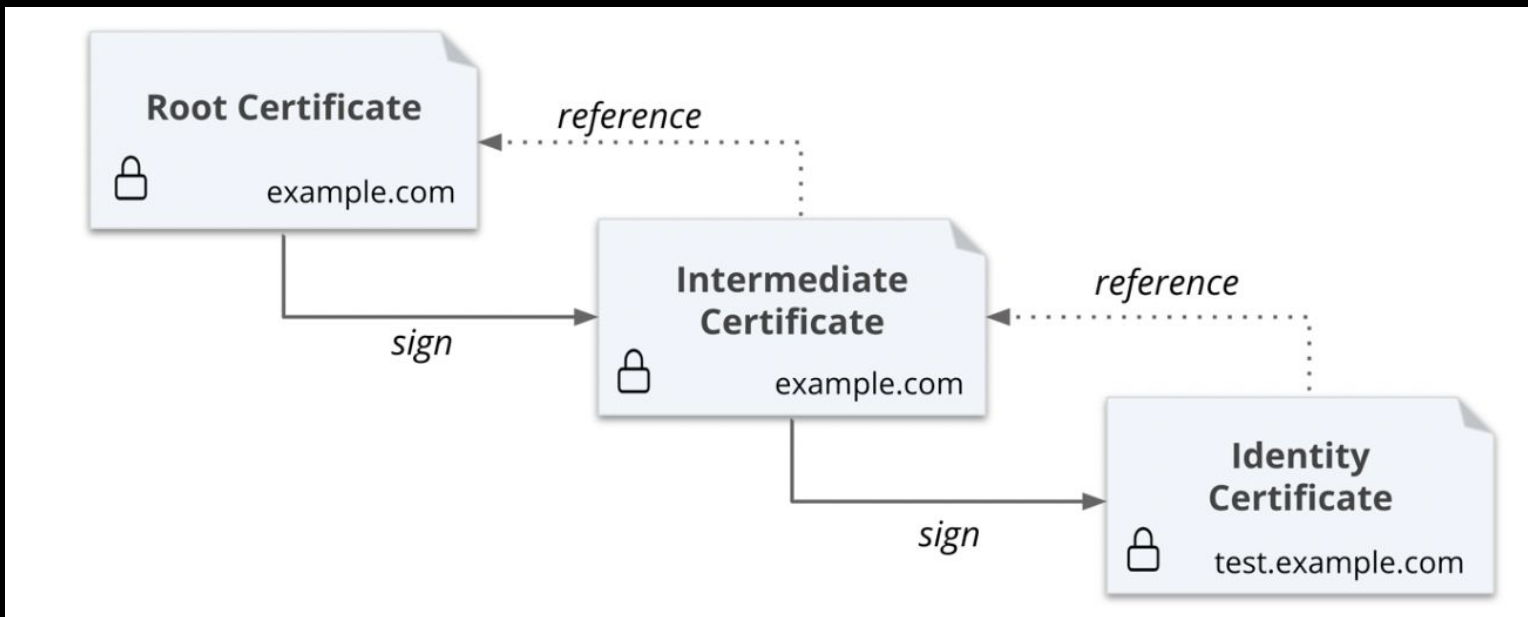 Root Certificate
example.com
reference
sign
Intermediate
Certificate
example.com
reference
sign
Identity
Certificate
test.example.com